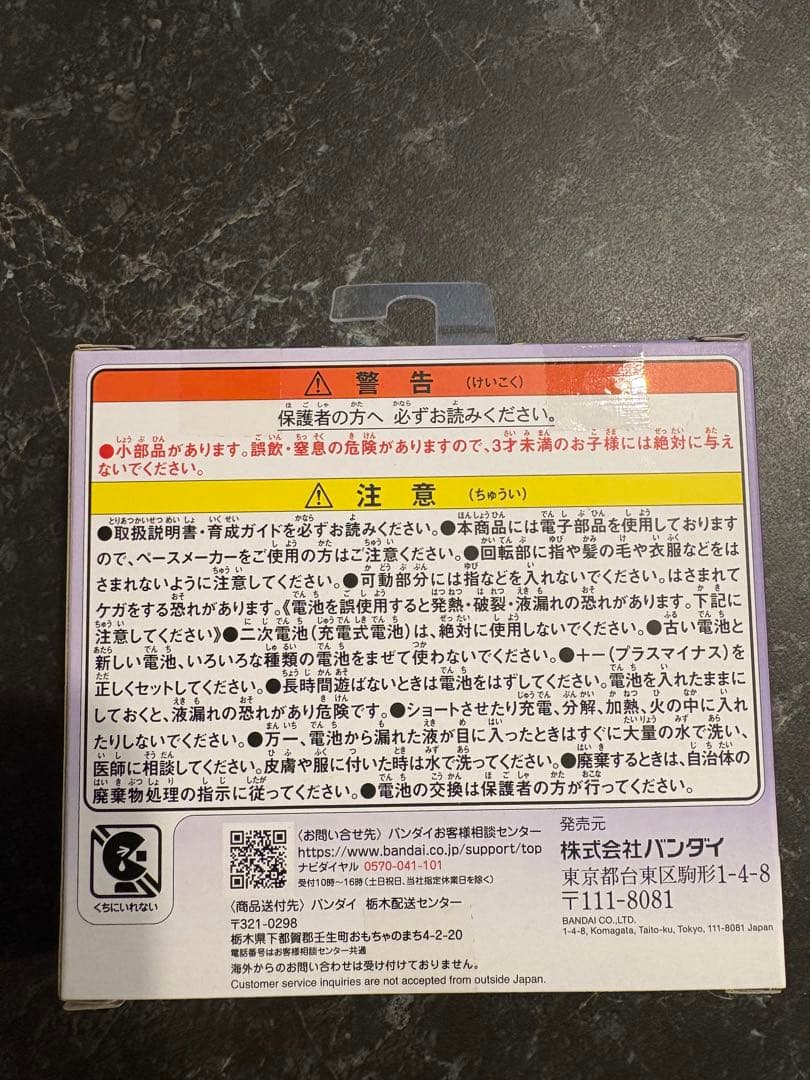 ⚠ 警告 (けいこく)
保護者の方へ 必ずお読みください。
●小部品があります。誤飲・窒息の危険がありますので、3才未満のお子様には絶対に与え
ないでください。
⚠ 注意 (ちゅうい)
●取扱説明書・育成ガイドを必ずお読みください。●本商品には電子部品を使用しております
ので、ペースメーカーをご使用の方はご注意ください。●回転部に指や髪の毛や衣服などをは
さまれないように注意してください。●可動部分には指などを入れないでください。はさまれて
ケガをする恐れがあります。《電池を誤使用すると発熱・破裂・液漏れの恐れがあります。下記に
注意してください》●二次電池(充電式電池)は、絶対に使用しないでください。●古い電池と
新しい電池、いろいろな種類の電池をまぜて使わないでください。●+−(プラスマイナス)を
正しくセットしてください。●長時間遊ばないときは電池をはずしてください。電池を入れたままに
しておくと、液漏れの恐れがあり危険です。●ショートさせたり充電、分解、加熱、火の中に入れ
たりしないでください。●万一、電池から漏れた液が目に入ったときはすぐに大量の水で洗い、
医師に相談してください。皮膚や服に付いた時は水で洗ってください。●廃棄するときは、自治体の
廃棄物処理の指示に従ってください。●電池の交換は保護者の方が行ってください。
くちにいれない
〈お問い合せ先〉バンダイお客様相談センター
https://www.bandai.co.jp/support/top
ナビダイヤル 0570-041-101
受付10時〜16時(土日祝日、当社指定休業日を除く)
〈商品送付先〉バンダイ 栃木配送センター
〒321-0298
栃木県下都賀郡壬生町おもちゃのまち4-2-20
電話番号はお客様相談センター共通
海外からのお問い合わせは受け付けておりません。
Customer service inquiries are not accepted from outside Japan.
発売元
株式会社バンダイ
東京都台東区駒形1-4-8
〒111-8081
BANDAI CO.,LTD.
1-4-8, Komagata, Taito-ku, Tokyo, 111-8081 Japan